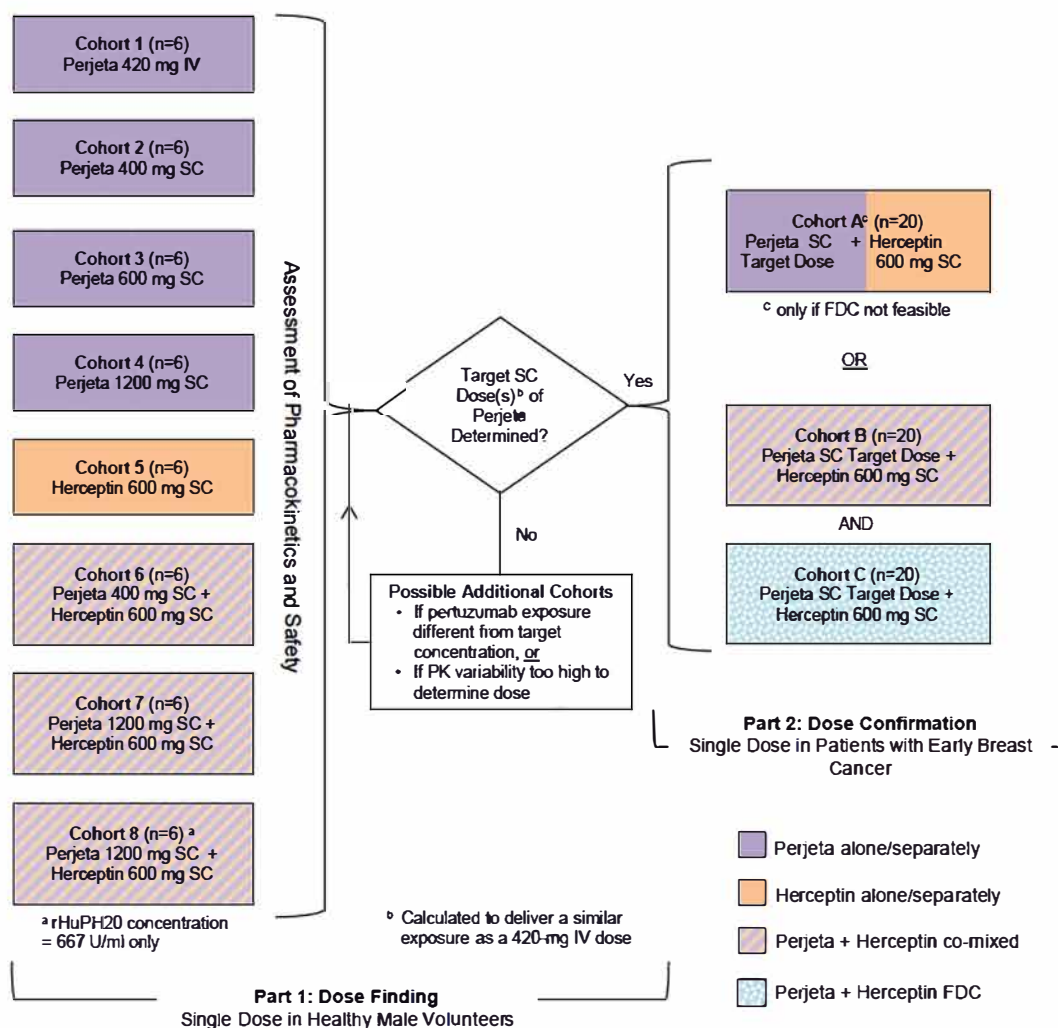 Cohort 1 (n=6)
Perjeta 420 mg IV
Cohort 2 (n=6)
Perjeta 400 mg SC
Cohort 3 (n=6)
Perjeta 600 mg SC
Cohort 4 (n=6)
Perjeta 1200 mg SC
Cohort 5 (n=6)
Herceptin 600 mg SC
Cohort 6 (n=6)
Perjeta 400 mg SC +
Herceptin 600 mg SC
Cohort 7 (n=6)
Perjeta 1200 mg SC +
Herceptin 600 mg SC
Cohort 8 (n=6) a
Perjeta 1200 mg SC +
Herceptin 600 mg SC
a rHuPH20 concentration
= 667 U/ml only
Assessment of Pharmacokinetics and Safety
Target SC
Dose(s) b of
Perjeta
Determined?
Yes
No
Possible Additional Cohorts
• If pertuzumab exposure
different from target
concentration, or
• If PK variability too high to
determine dose
b Calculated to deliver a similar
exposure as a 420-mg IV dose
Part 1: Dose Finding
Single Dose in Healthy Male Volunteers
Cohort A c (n=20)
Perjeta SC + Herceptin
Target Dose 600 mg SC
c only if FDC not feasible
OR
Cohort B (n=20)
Perjeta SC Target Dose +
Herceptin 600 mg SC
AND
Cohort C (n=20)
Perjeta SC Target Dose +
Herceptin 600 mg SC
Part 2: Dose Confirmation
Single Dose in Patients with Early Breast
Cancer
Perjeta alone/separately
Herceptin alone/separately
Perjeta + Herceptin co-mixed
Perjeta + Herceptin FDC